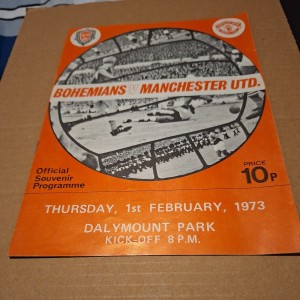 BOHEMIANS V MANCHESTER UTD.
Official
Souvenir
Programme
PRICE
10P
THURSDAY, 1st FEBRUARY, 1973
DALYMOUNT PARK
KICK-OFF 8 P.M.